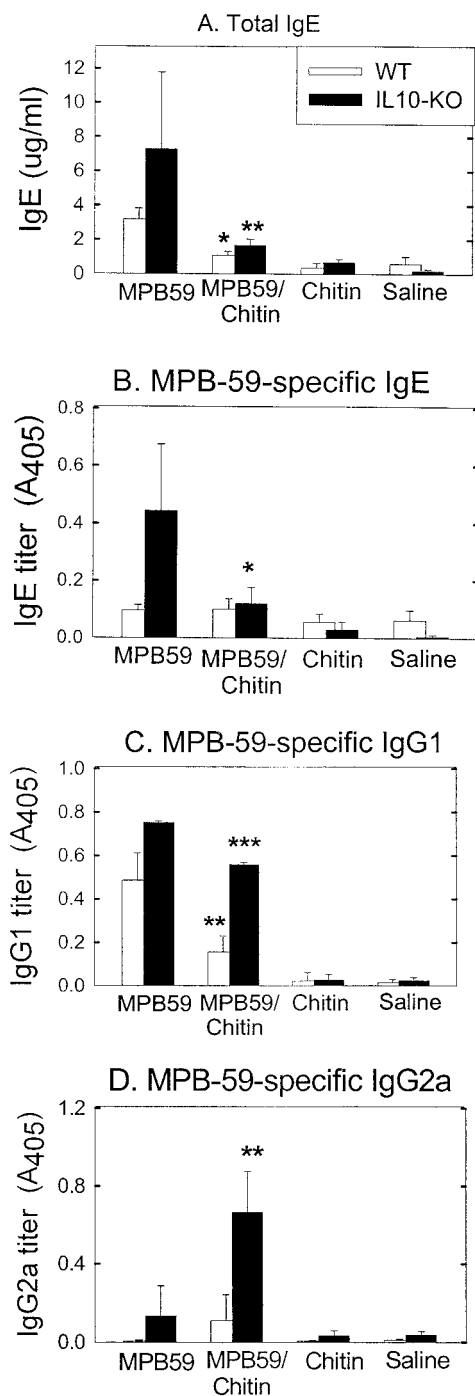 A. Total IgE
WT
IL10-KO
IgE (ug/ml)
12
10
8
6
4
2
0
*
**
MPB59
MPB59/
Chitin
Chitin
Saline
B. MPB-59-specific IgE
IgE titer (A405)
0.8
0.6
0.4
0.2
0.0
*
MPB59
MPB59/
Chitin
Chitin
Saline
C. MPB-59-specific IgG1
IgG1 titer (A405)
1.0
0.8
0.6
0.4
0.2
0.0
**
***
MPB59
MPB59/
Chitin
Chitin
Saline
D. MPB-59-specific IgG2a
IgG2a titer (A405)
1.2
0.8
0.4
0.0
**
MPB59
MPB59/
Chitin
Chitin
Saline